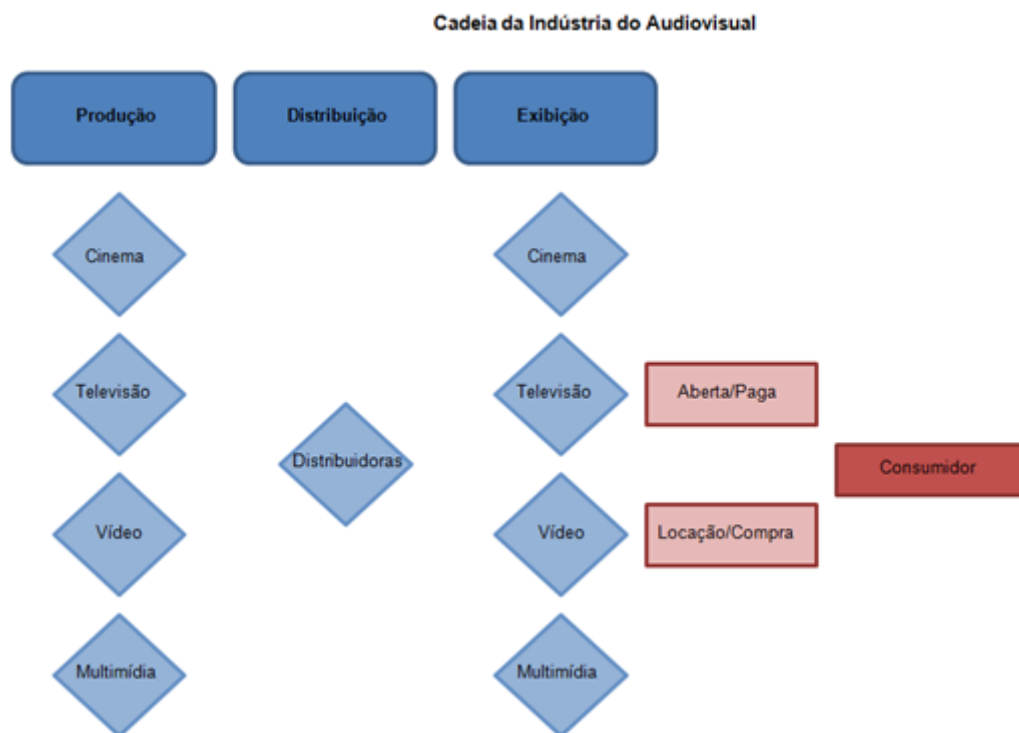 Cadeia da Indústria do Audiovisual
Produção
Distribuição
Exibição
Cinema
Cinema
Televisão
Televisão
Aberta/Paga
Distribuidoras
Consumidor
Vídeo
Vídeo
Locação/Compra
Multimídia
Multimídia